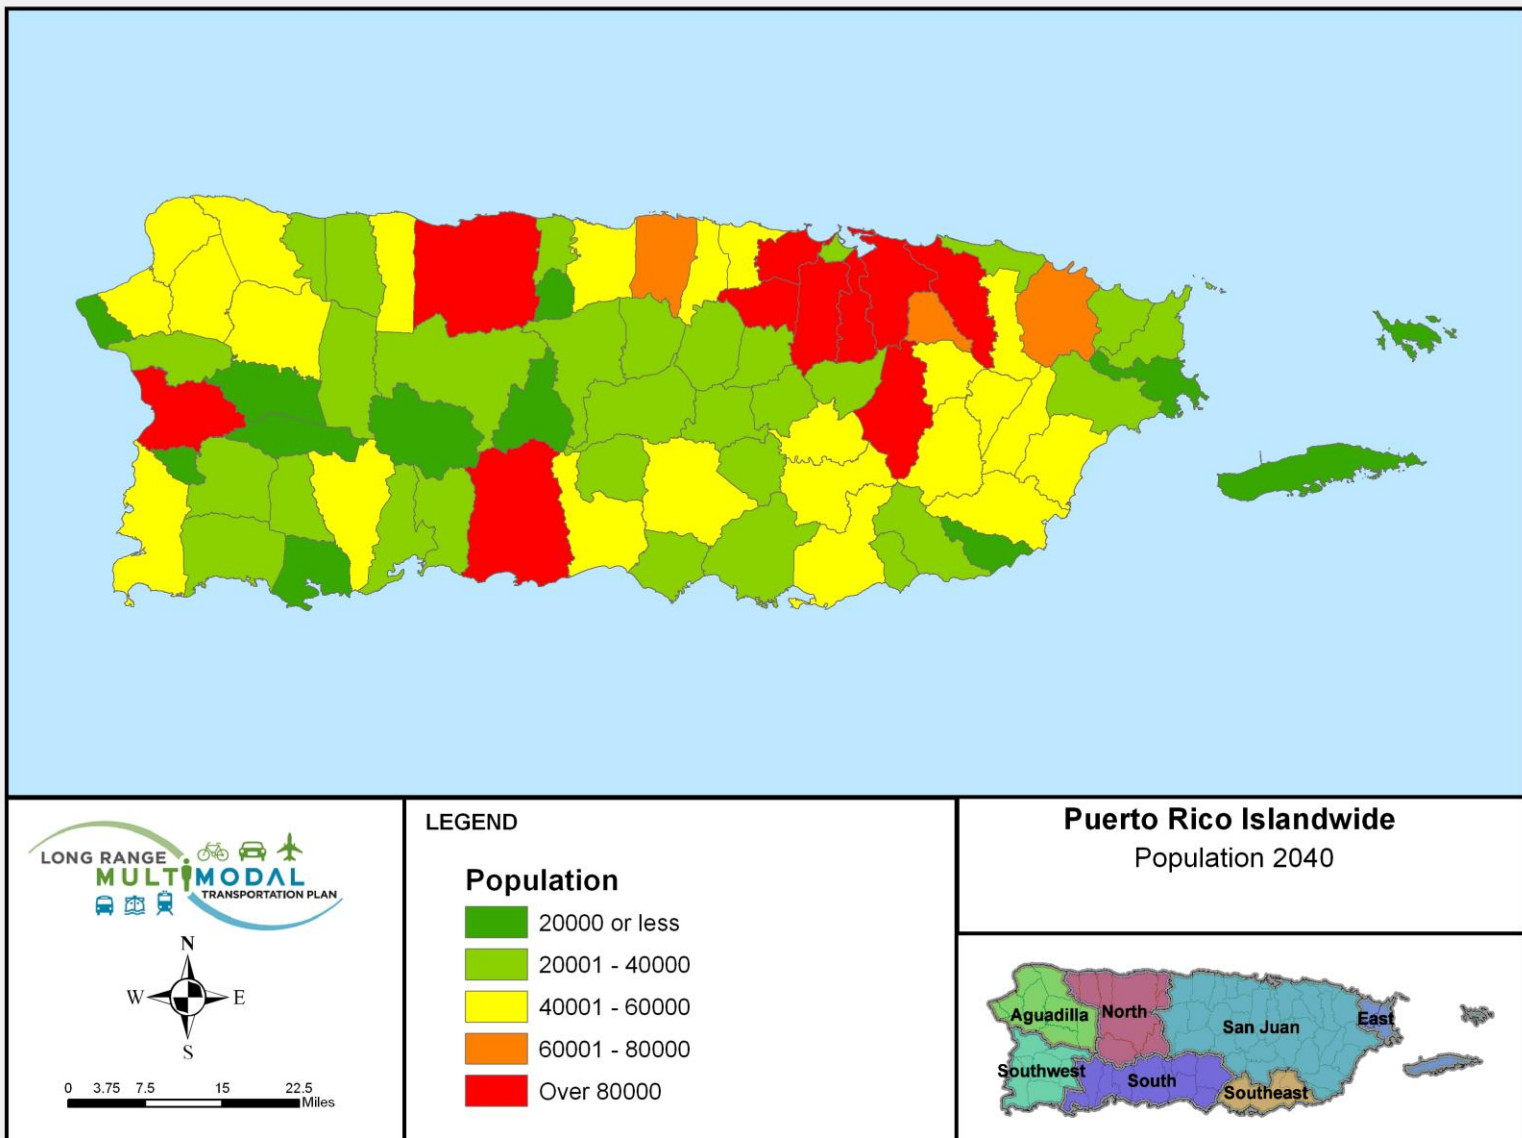 LONG RANGE
MULTIMODAL
TRANSPORTATION PLAN
N
W E
S
0 3.75 7.5 15 22.5
Miles
LEGEND
Population
20000 or less
20001 - 40000
40001 - 60000
60001 - 80000
Over 80000
Puerto Rico Islandwide
Population 2040
Aguadilla
North
San Juan
East
Southwest
South
Southeast